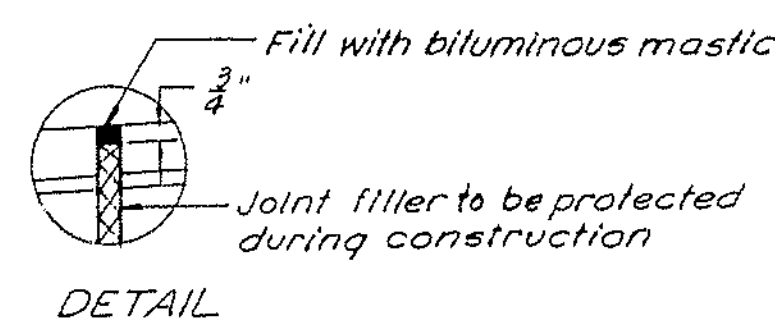 Fill with bituminous mastic
3/4"
Joint filler to be protected
during construction
DETAIL